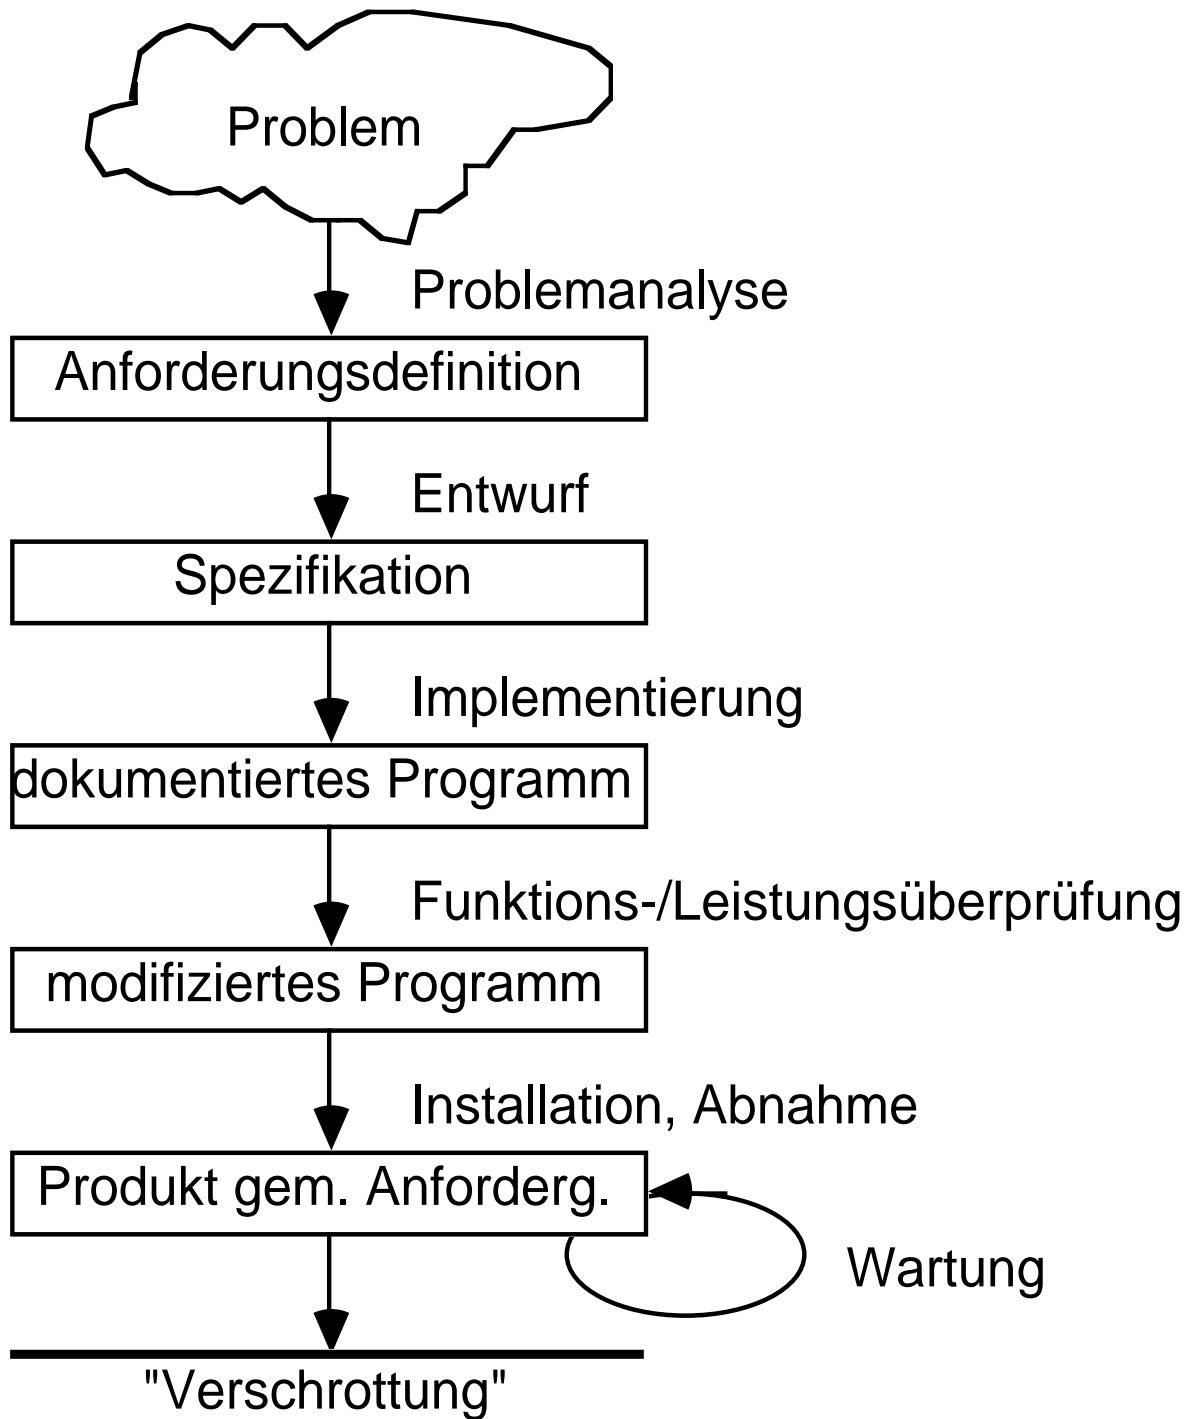 Problem
Problemanalyse
Anforderungsdefinition
Entwurf
Spezifikation
Implementierung
dokumentiertes Programm
Funktions-/Leistungsüberprüfung
modifiziertes Programm
Installation, Abnahme
Produkt gem. Anforderg.
Wartung
"Verschrottung"